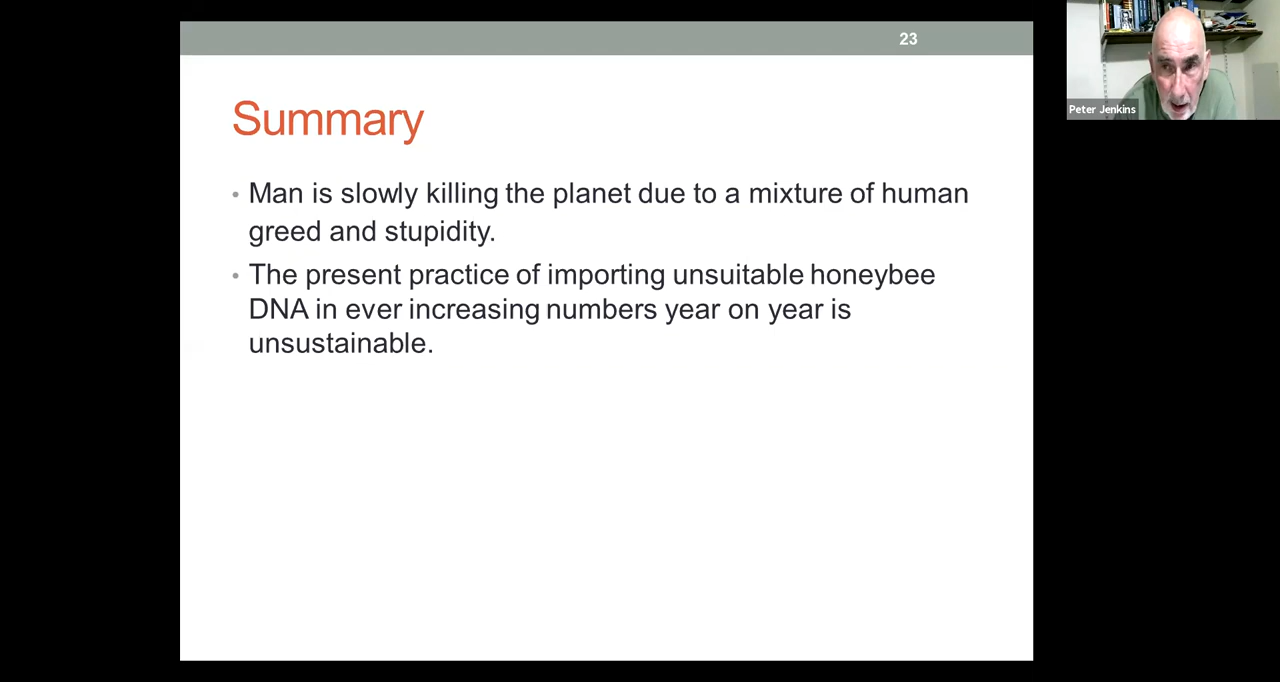 23
Peter Jenkins
Summary
• Man is slowly killing the planet due to a mixture of human
greed and stupidity.
• The present practice of importing unsuitable honeybee
DNA in ever increasing numbers year on year is
unsustainable.